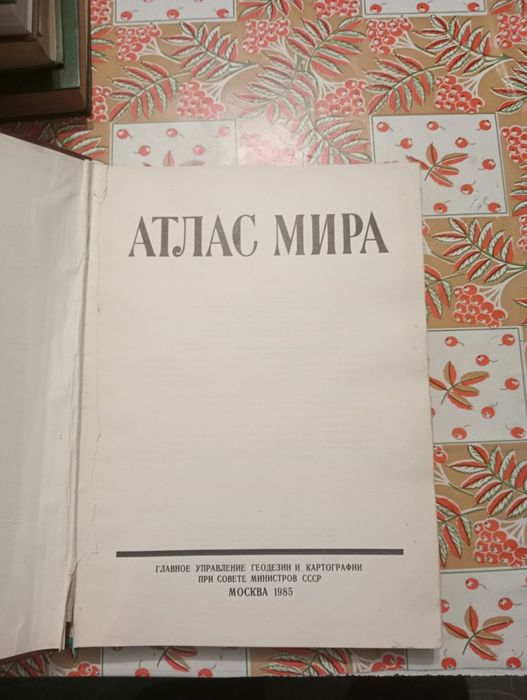 АТЛАС МИРА
ГЛАВНОЕ УПРАВЛЕНИЕ ГЕОДЕЗИИ И КАРТОГРАФИИ
ПРИ СОВЕТЕ МИНИСТРОВ СССР
МОСКВА 1985